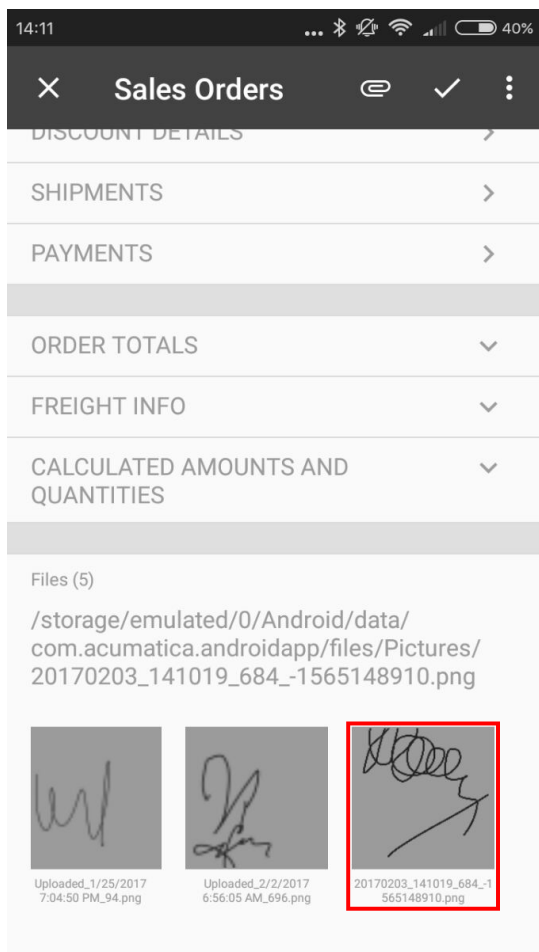 14:11 ... 40%
Sales Orders
DISCOUNT DETAILS
SHIPMENTS
PAYMENTS
ORDER TOTALS
FREIGHT INFO
CALCULATED AMOUNTS AND
QUANTITIES
Files (5)
/storage/emulated/0/Android/data/
com.acumatica.androidapp/files/Pictures/
20170203_141019_684_-1565148910.png
Uploaded_1/25/2017
7:04:50 PM_94.png
Uploaded_2/2/2017
6:56:05 AM_696.png
20170203_141019_684_-1
565148910.png